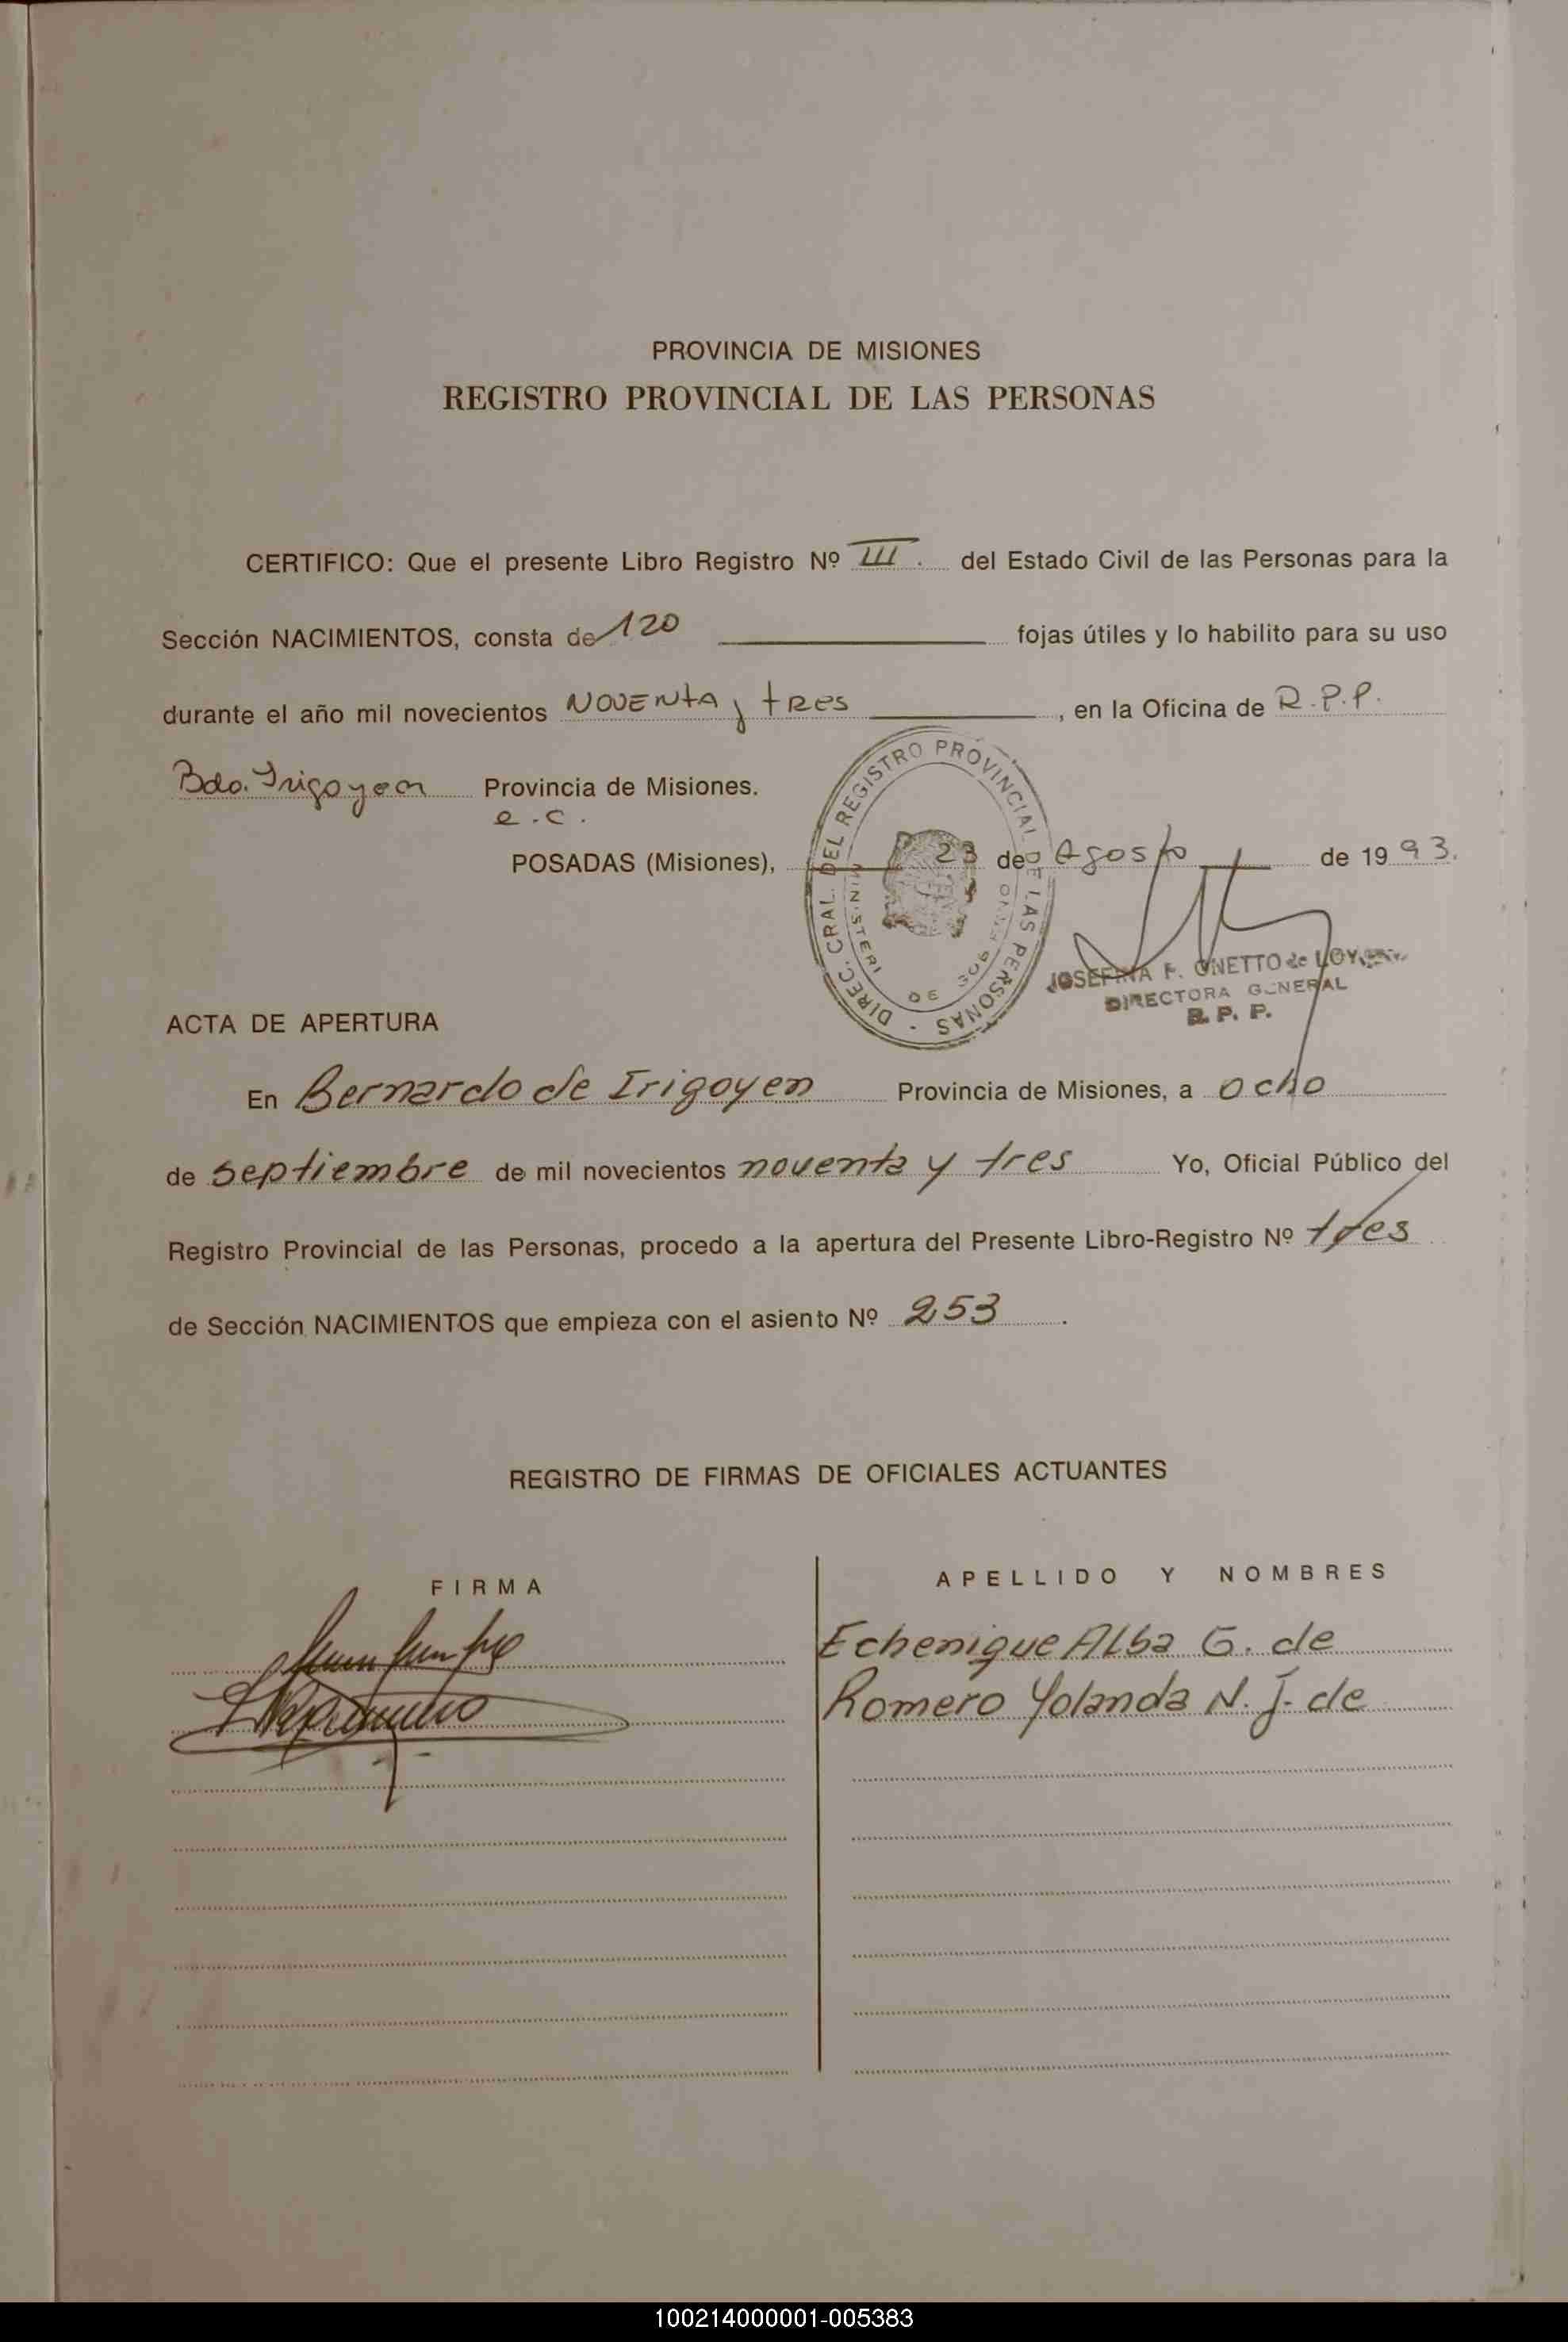 PROVINCIA DE MISIONES
REGISTRO PROVINCIAL DE LAS PERSONAS
CERTIFICO: Que el presente Libro Registro Nº III. del Estado Civil de las Personas para la
Sección NACIMIENTOS, consta de 120 fojas útiles y lo habilito para su uso
durante el año mil novecientos NOVENTA y tRes, en la Oficina de R.P.P.
Bdo. Irigoyen Provincia de Misiones.
e.c.
POSADAS (Misiones), 23 de Agosto de 1993.
DIREC. GRAL. DEL REGISTRO PROVINCIAL DE LAS PERSONAS -
JOSEFINA F. ONETTO de
DIRECTORA GENERAL
R. P. P.
ACTA DE APERTURA
En Bernardo de Irigoyen Provincia de Misiones, a ocho
de septiembre de mil novecientos noventa y tres Yo, Oficial Público del
Registro Provincial de las Personas, procedo a la apertura del Presente Libro-Registro Nº tres
de Sección NACIMIENTOS que empieza con el asiento Nº 253.
REGISTRO DE FIRMAS DE OFICIALES ACTUANTES
FIRMA APELLIDO Y NOMBRES
Echenique Alba G. de
Romero Yolanda N. J. de
100214000001-005383